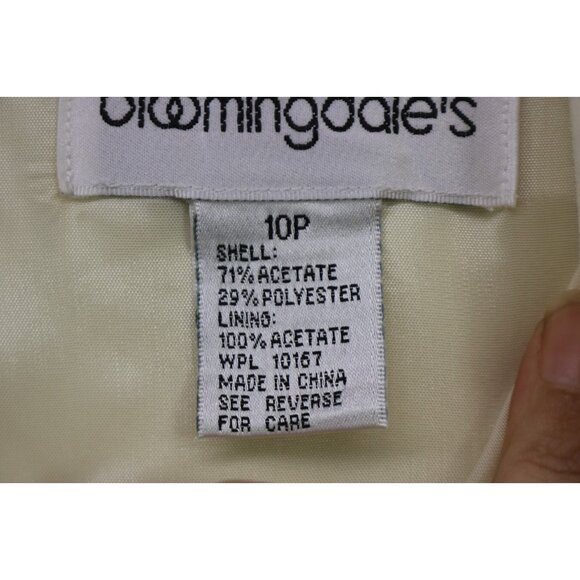 bloomingdale's
10P
SHELL:
71% ACETATE
29% POLYESTER
LINING:
100% ACETATE
WPL 10167
MADE IN CHINA
SEE REVERSE
FOR CARE